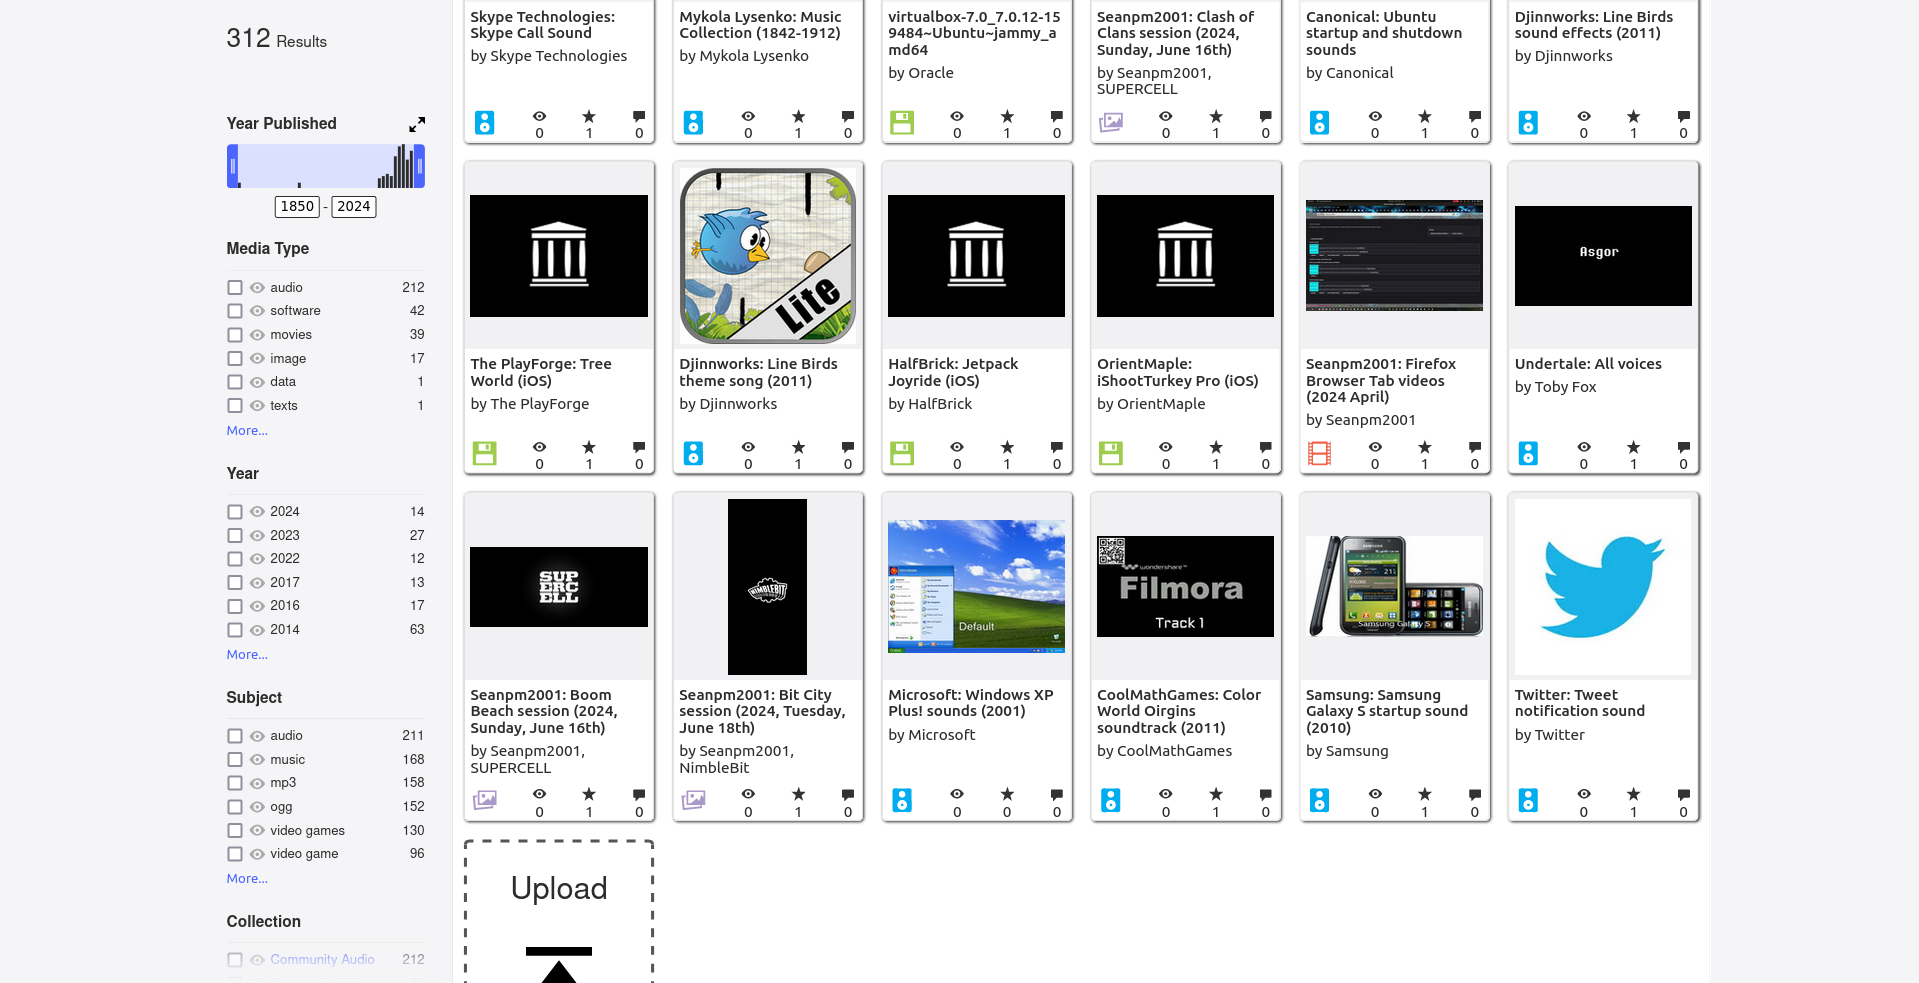 312 Results
Year Published
1850 - 2024
Media Type
audio 212
software 42
movies 39
image 17
data 1
texts 1
More...
Year
2024 14
2023 27
2022 12
2017 13
2016 17
2014 63
More...
Subject
audio 211
music 168
mp3 158
ogg 152
video games 130
video game 96
More...
Collection
Community Audio 212
Skype Technologies:
Skype Call Sound
by Skype Technologies
0 1 0
Mykola Lysenko: Music
Collection (1842-1912)
by Mykola Lysenko
0 1 0
virtualbox-7.0_7.0.12-15
9484~Ubuntu~jammy_a
md64
by Oracle
0 1 0
Seanpm2001: Clash of
Clans session (2024,
Sunday, June 16th)
by Seanpm2001,
SUPERCELL
0 1 0
Canonical: Ubuntu
startup and shutdown
sounds
by Canonical
0 1 0
Djinnworks: Line Birds
sound effects (2011)
by Djinnworks
0 1 0
The PlayForge: Tree
World (iOS)
by The PlayForge
0 1 0
Lite
Djinnworks: Line Birds
theme song (2011)
by Djinnworks
0 1 0
HalfBrick: Jetpack
Joyride (iOS)
by HalfBrick
0 1 0
OrientMaple:
iShootTurkey Pro (iOS)
by OrientMaple
0 1 0
Seanpm2001: Firefox
Browser Tab videos
(2024 April)
by Seanpm2001
0 1 0
Asgor
Undertale: All voices
by Toby Fox
0 1 0
SUP
ERC
ELL
Seanpm2001: Boom
Beach session (2024,
Sunday, June 16th)
by Seanpm2001,
SUPERCELL
0 1 0
NIMBLEBIT
Seanpm2001: Bit City
session (2024, Tuesday,
June 18th)
by Seanpm2001,
NimbleBit
0 1 0
Default
Microsoft: Windows XP
Plus! sounds (2001)
by Microsoft
0 0 0
wondershare™
Filmora
Track 1
CoolMathGames: Color
World Oirgins
soundtrack (2011)
by CoolMathGames
0 1 0
Samsung Galaxy S
Samsung: Samsung
Galaxy S startup sound
(2010)
by Samsung
0 1 0
Twitter: Tweet
notification sound
by Twitter
0 1 0
Upload